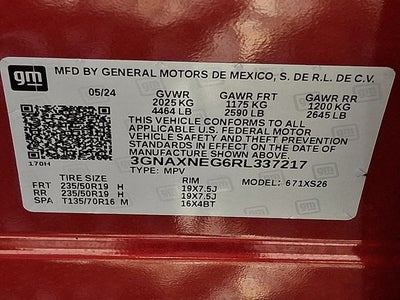 gm
MFD BY GENERAL MOTORS DE MEXICO, S. DE R.L. DE C.V.
05/24 GVWR GAWR FRT GAWR RR
2025 KG 1175 KG 1200 KG
4464 LB 2590 LB 2645 LB
THIS VEHICLE CONFORMS TO ALL
APPLICABLE U.S. FEDERAL MOTOR
VEHICLE SAFETY AND THEFT PREVENTION
STANDARDS IN EFFECT ON THE DATE OF
MANUFACTURE SHOWN ABOVE.
170H 3GNAXNEG6RL337217
TYPE: MPV
TIRE SIZE RIM MODEL: 671XS26
FRT 235/50R19 H 19X7.5J
RR 235/50R19 H 19X7.5J
SPA T135/70R16 M 16X4BT